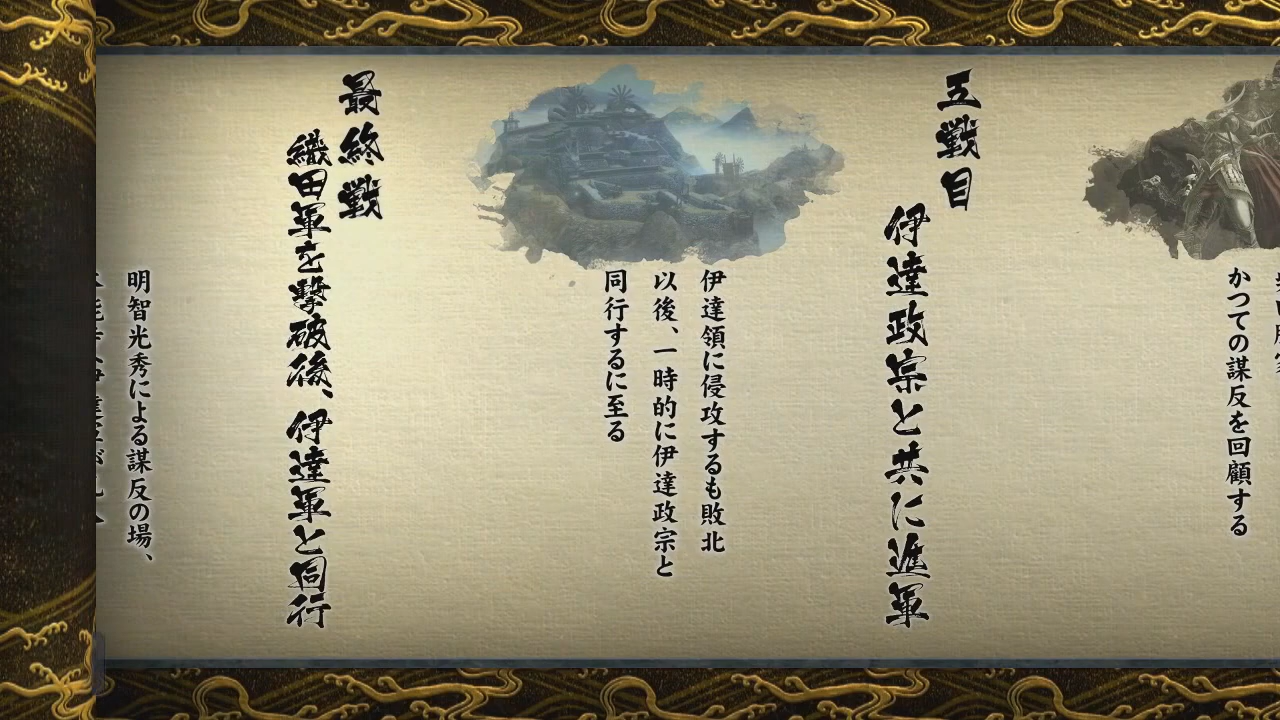 かつての謀反を回顧する
五戦目
伊達政宗と共に進軍
伊達領に侵攻するも敗北
以後、一時的に伊達政宗と
同行するに至る
最終戦
織田軍を撃破後、伊達軍と同行
明智光秀による謀反の場、